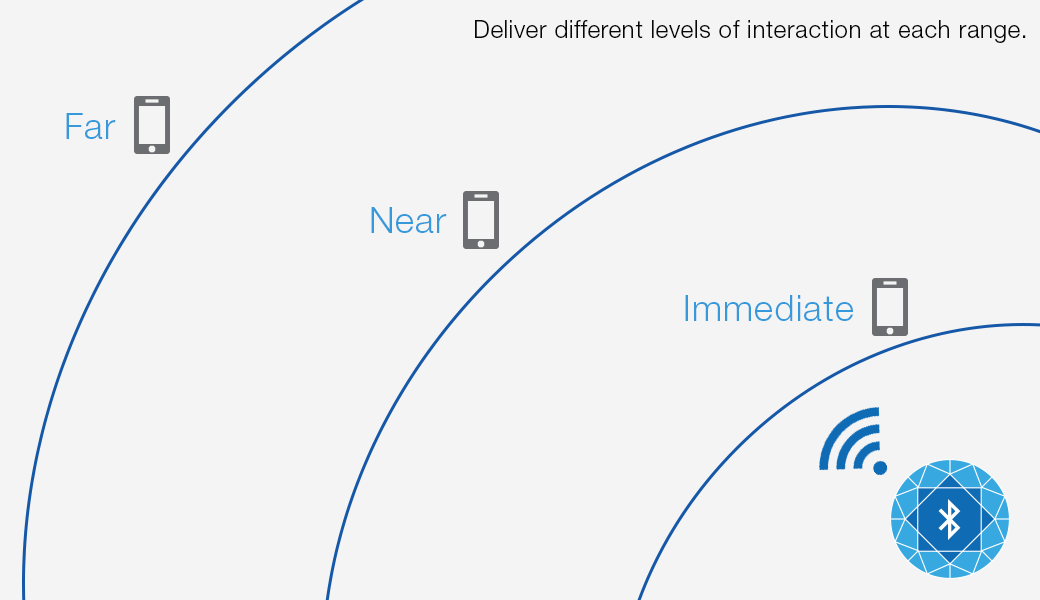 Deliver different levels of interaction at each range.
Far
Near
Immediate